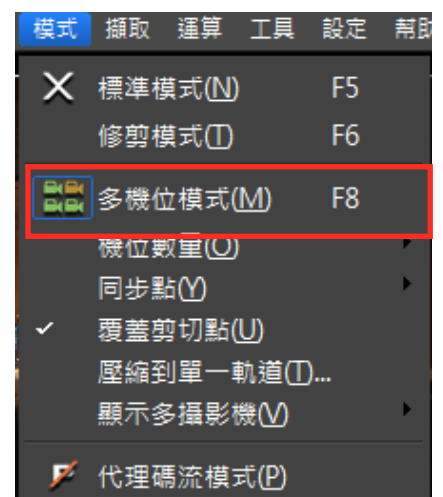 模式 擷取 運算 工具 設定 幫助
標準模式(N) F5
修剪模式(T) F6
多機位模式(M) F8
機位數量(O)
同步點(Y)
覆蓋剪切點(U)
壓縮到單一軌道(T)...
顯示多攝影機(V)
代理碼流模式(P)